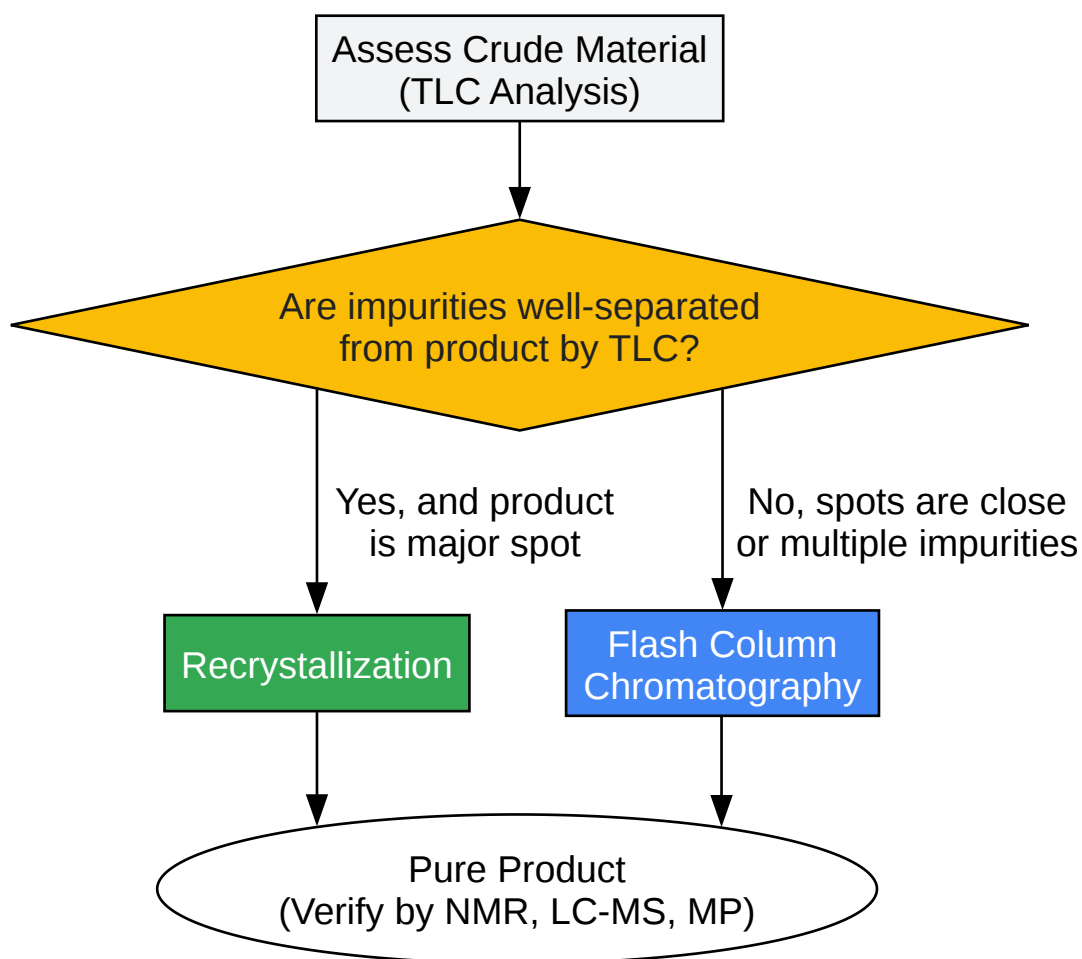 Assess Crude Material
(TLC Analysis)
Are impurities well-separated
from product by TLC?
Yes, and product
is major spot
No, spots are close
or multiple impurities
Recrystallization
Flash Column
Chromatography
Pure Product
(Verify by NMR, LC-MS, MP)